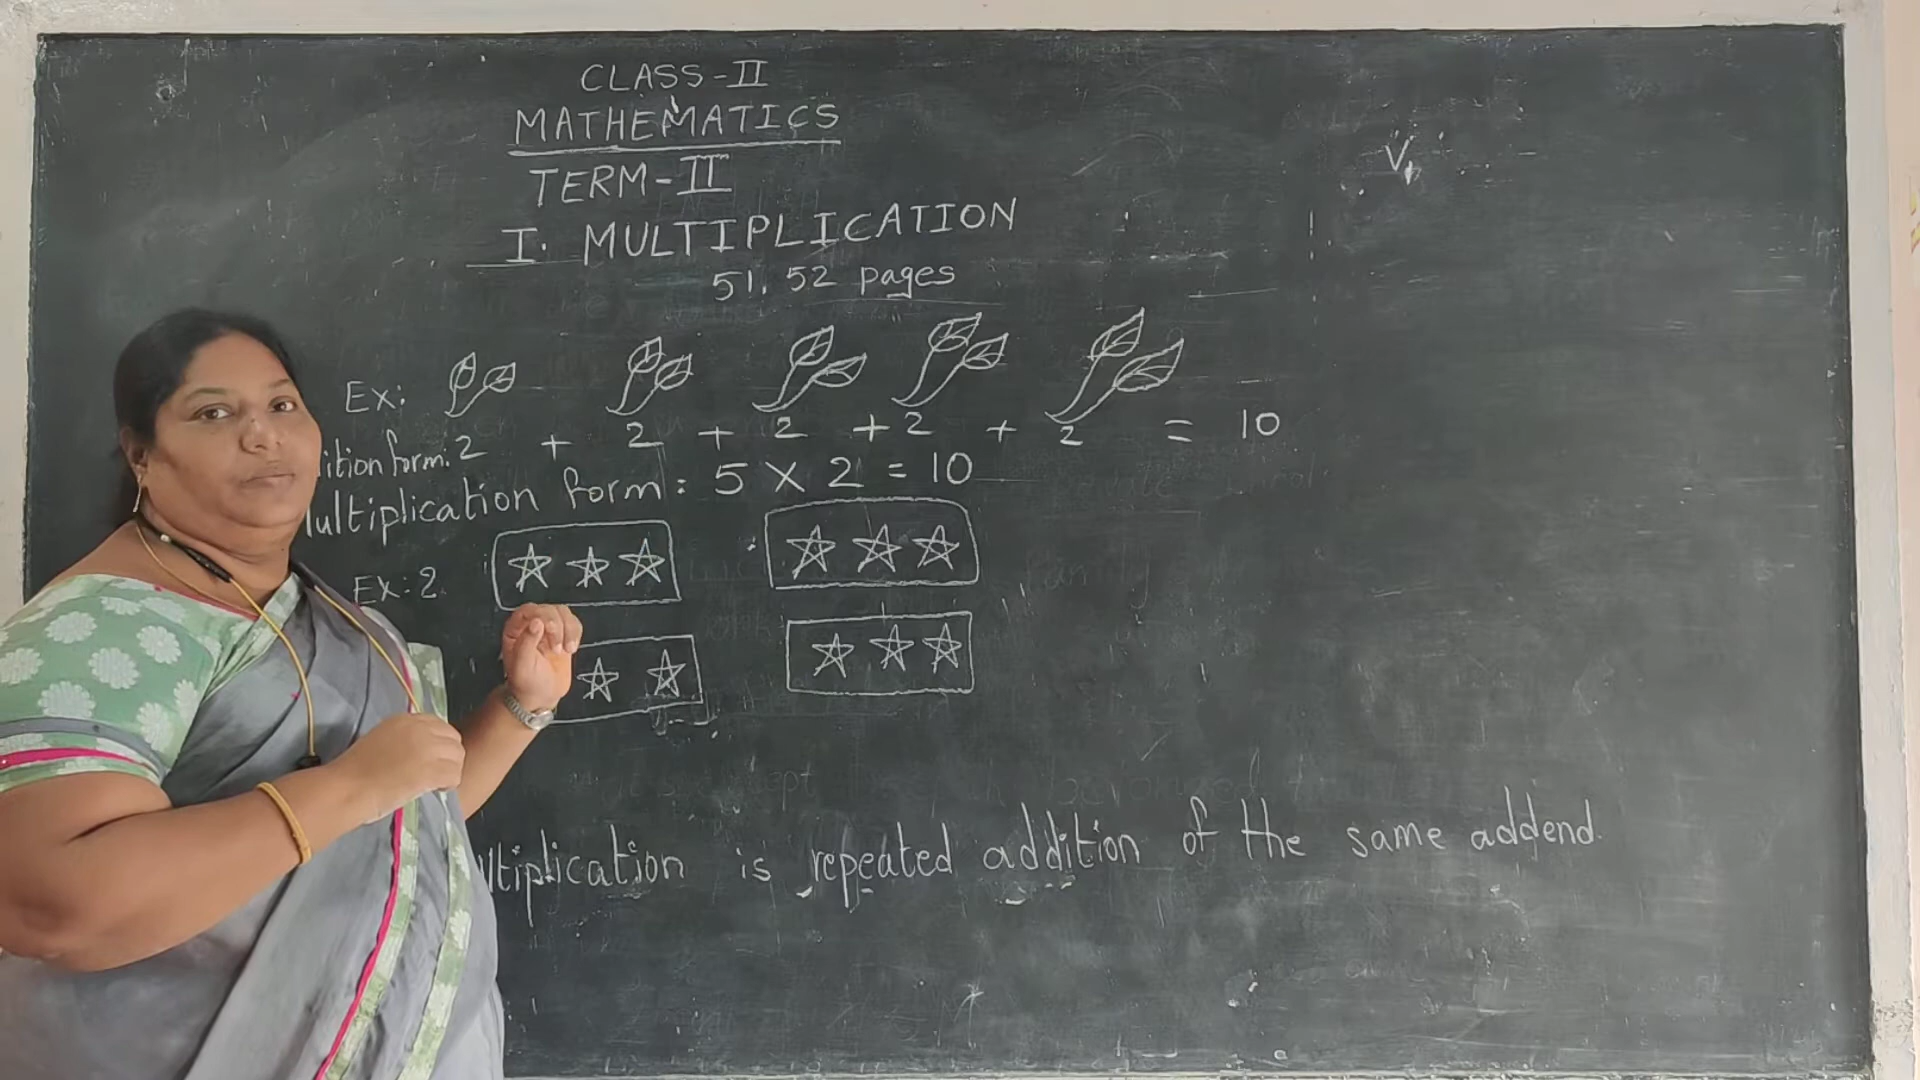 CLASS-II
MATHEMATICS
TERM-II
I. MULTIPLICATION
51, 52 pages
Ex:
ition form: 2 + 2 + 2 + 2 + 2 = 10
ultiplication form: 5 X 2 = 10
Ex: 2
ltiplication is repeated addition of the same addend.